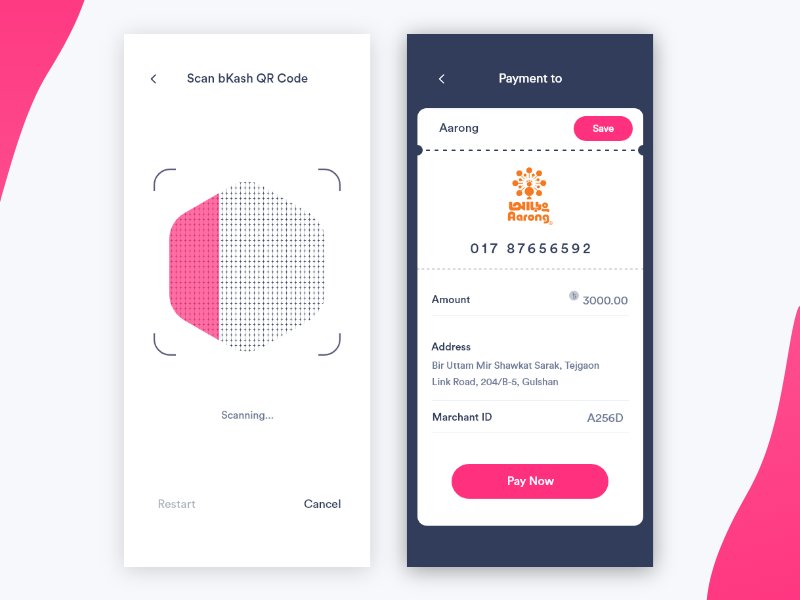 Scan bKash QR Code
Scanning...
Restart
Cancel
Payment to
Aarong
Save
আড়ং
Aarong
017 87656592
Amount
৳ 3000.00
Address
Bir Uttam Mir Shawkat Sarak, Tejgaon
Link Road, 204/B-5, Gulshan
Marchant ID
A256D
Pay Now